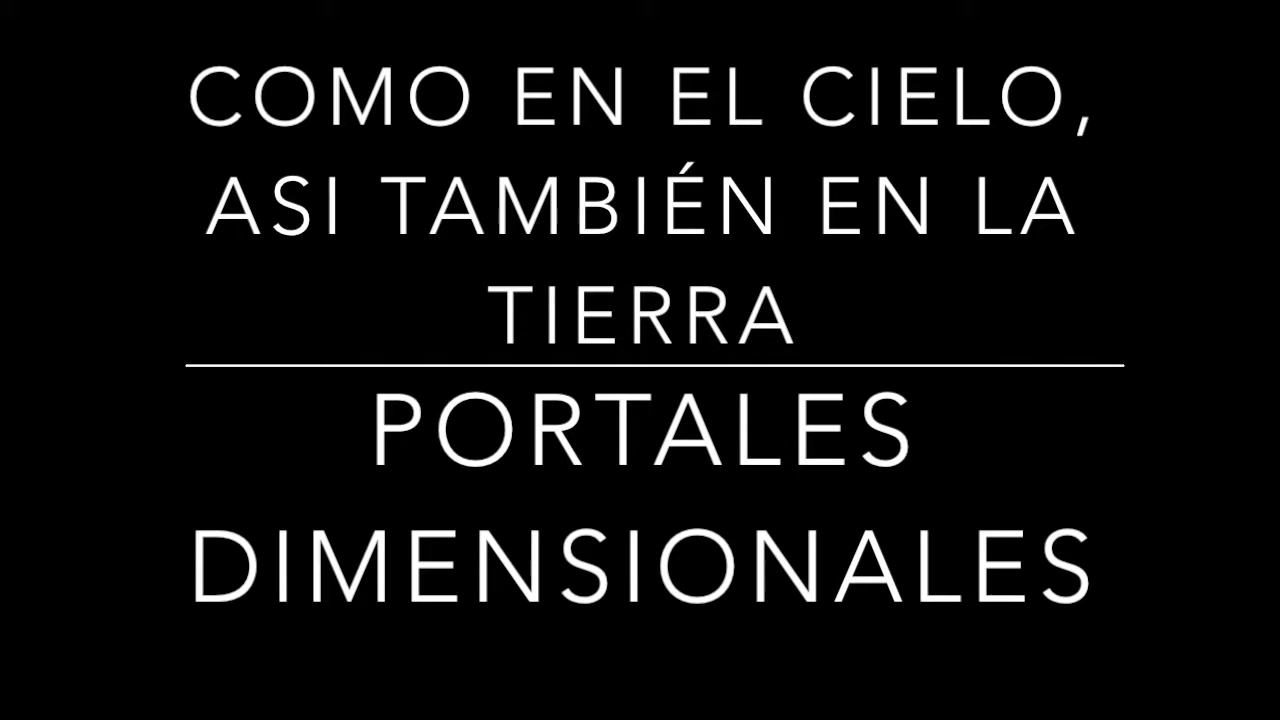 COMO EN EL CIELO,
ASI TAMBIÉN EN LA
TIERRA
PORTALES
DIMENSIONALES